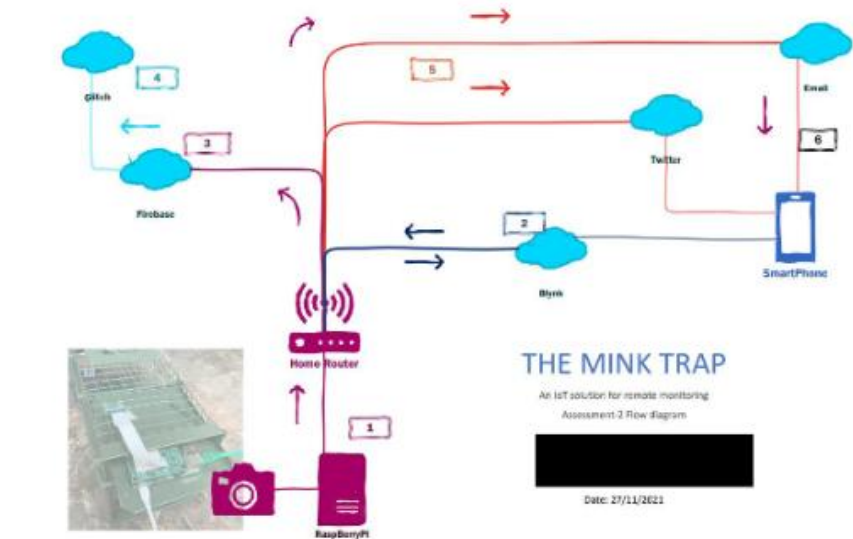 5
4
Glitch
Email
3
6
Twitter
Firebase
2
SmartPhone
Blynk
Home Router
THE MINK TRAP
An IoT solution for remote monitoring
Assessment 2 Flow diagram
1
Date: 27/11/2021
RaspBerryPI